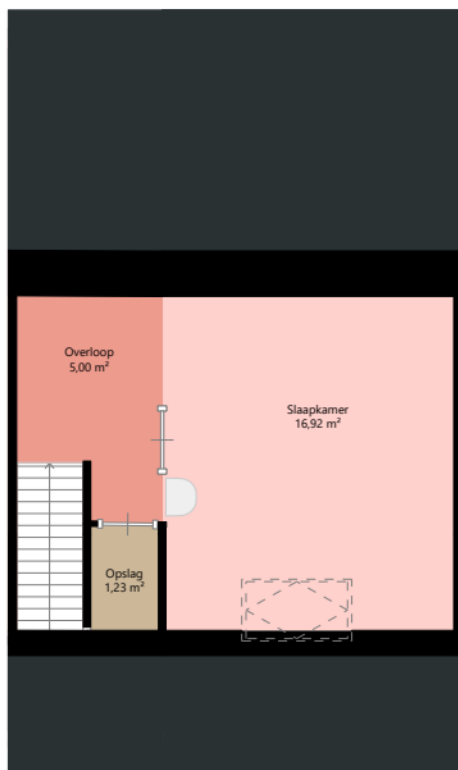 Overloop
5,00 m²
Slaapkamer
16,92 m²
Opslag
1,23 m²